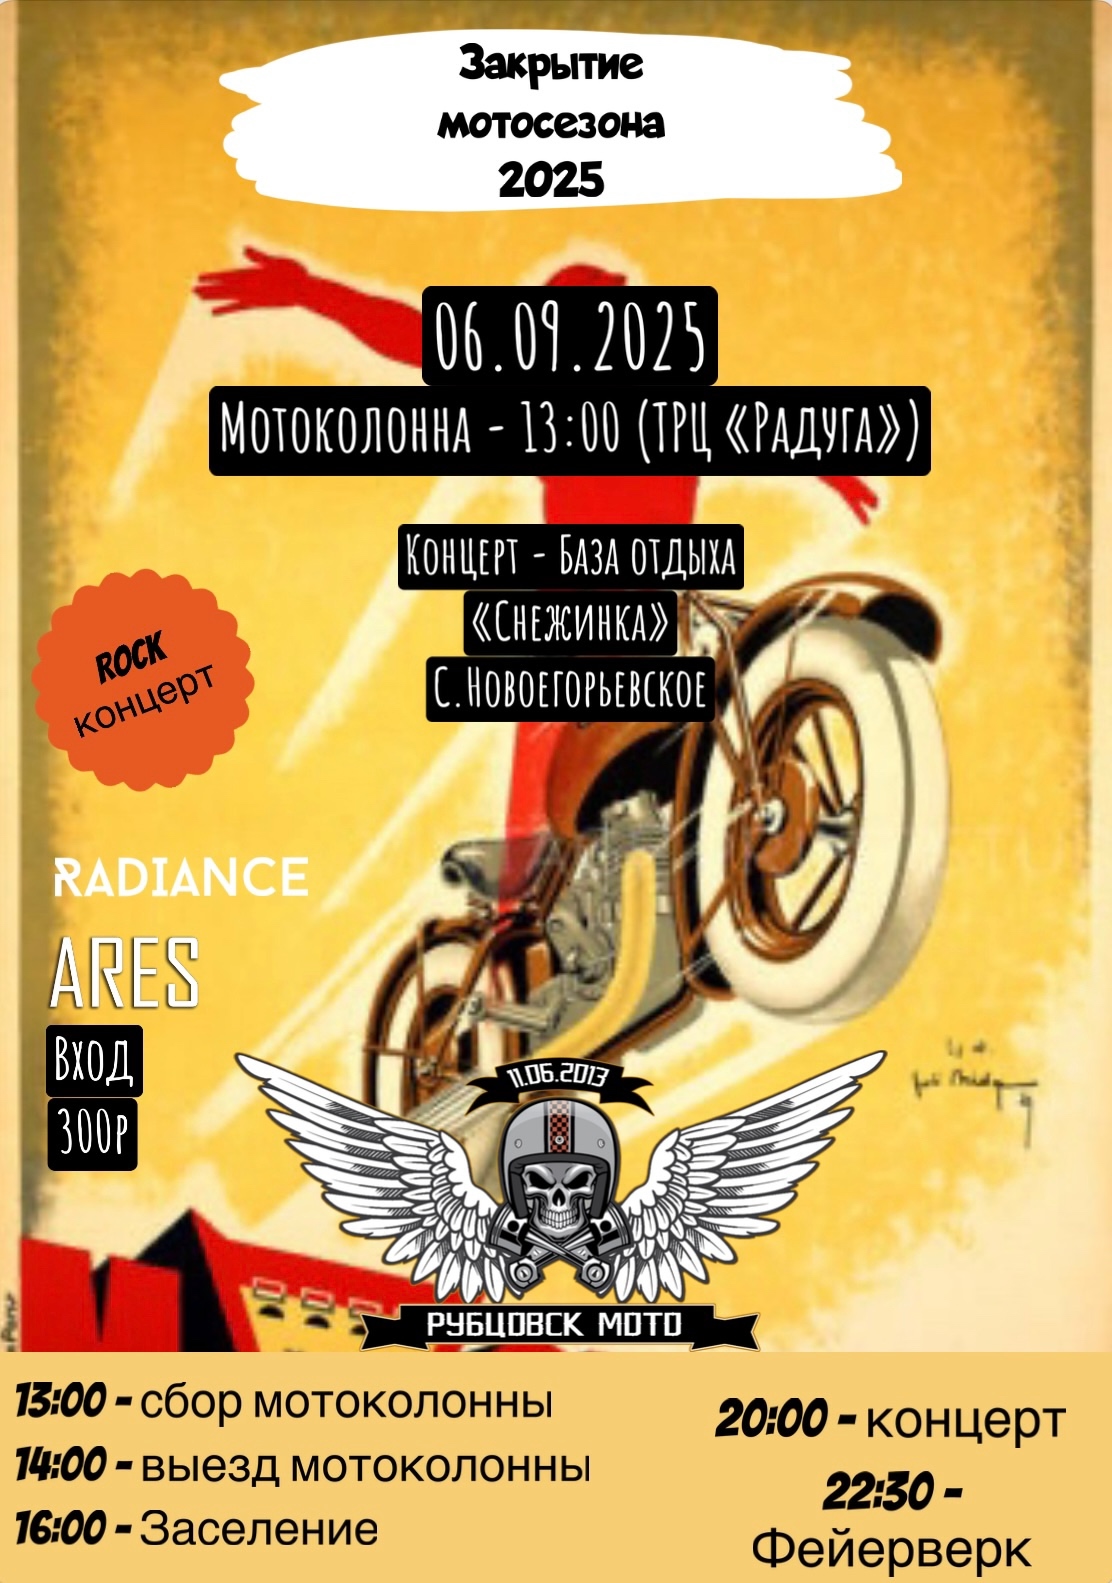 Закрытие
мотосезона
2025
06.09.2025
Мотоколонна - 13:00 (ТРЦ «Радуга»)
Концерт - База отдыха
«Снежинка»
С.Новоегорьевское
ROCK
концерт
RADIANCE
ARES
Вход
300р
11.06.2013
РУБЦОВСК МОТО
13:00 - сбор мотоколонны
14:00 - выезд мотоколонны
16:00 - Заселение
20:00 - концерт
22:30 -
Фейерверк